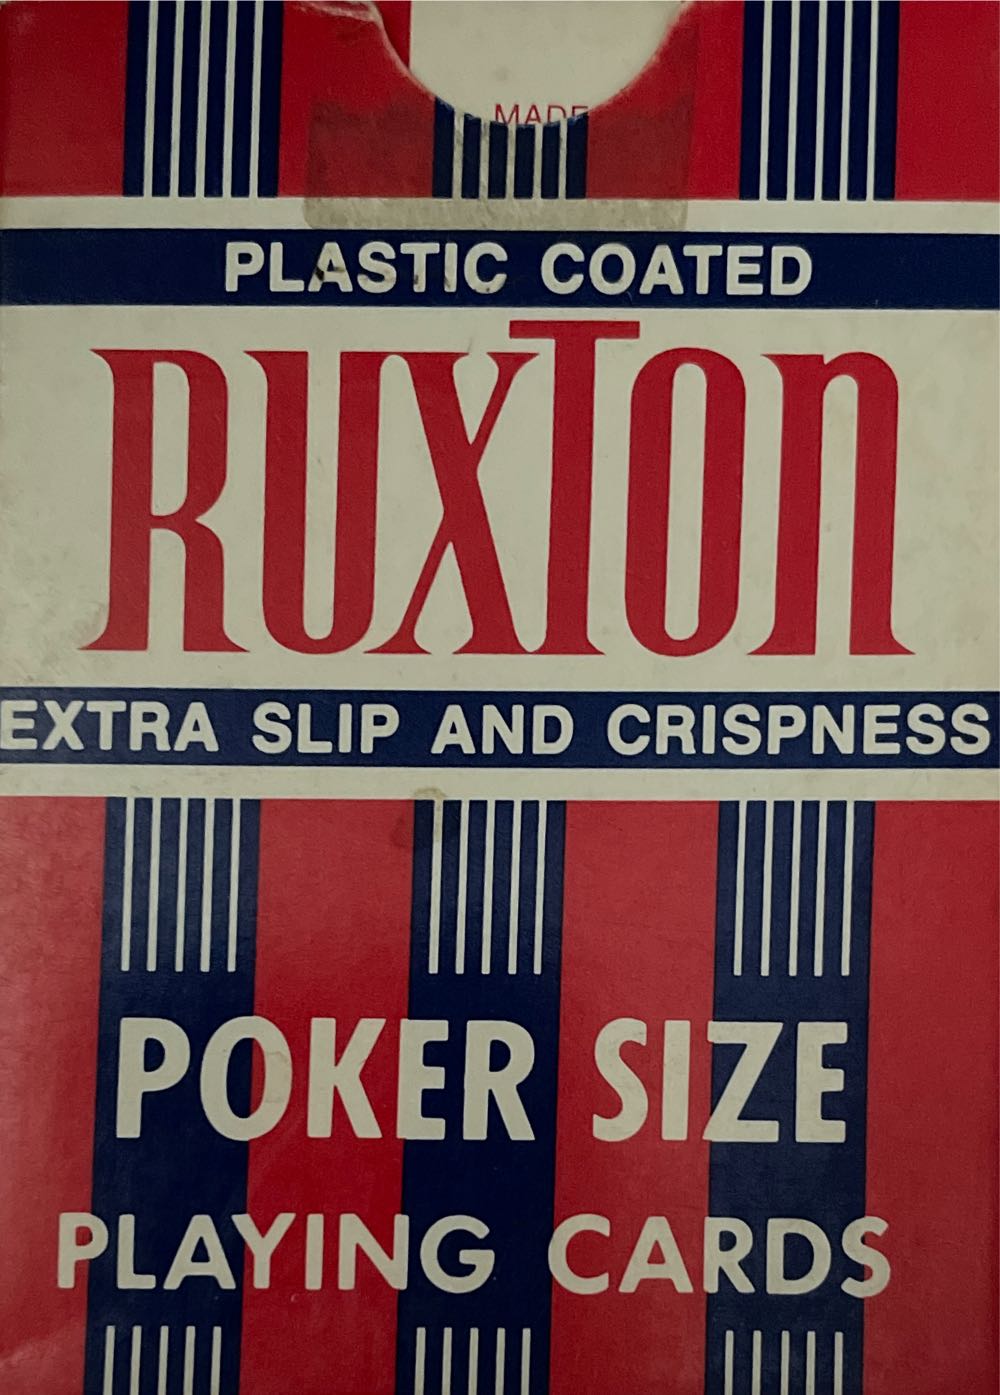 MADE
PLASTIC COATED
RUXTON
EXTRA SLIP AND CRISPNESS
POKER SIZE
PLAYING CARDS